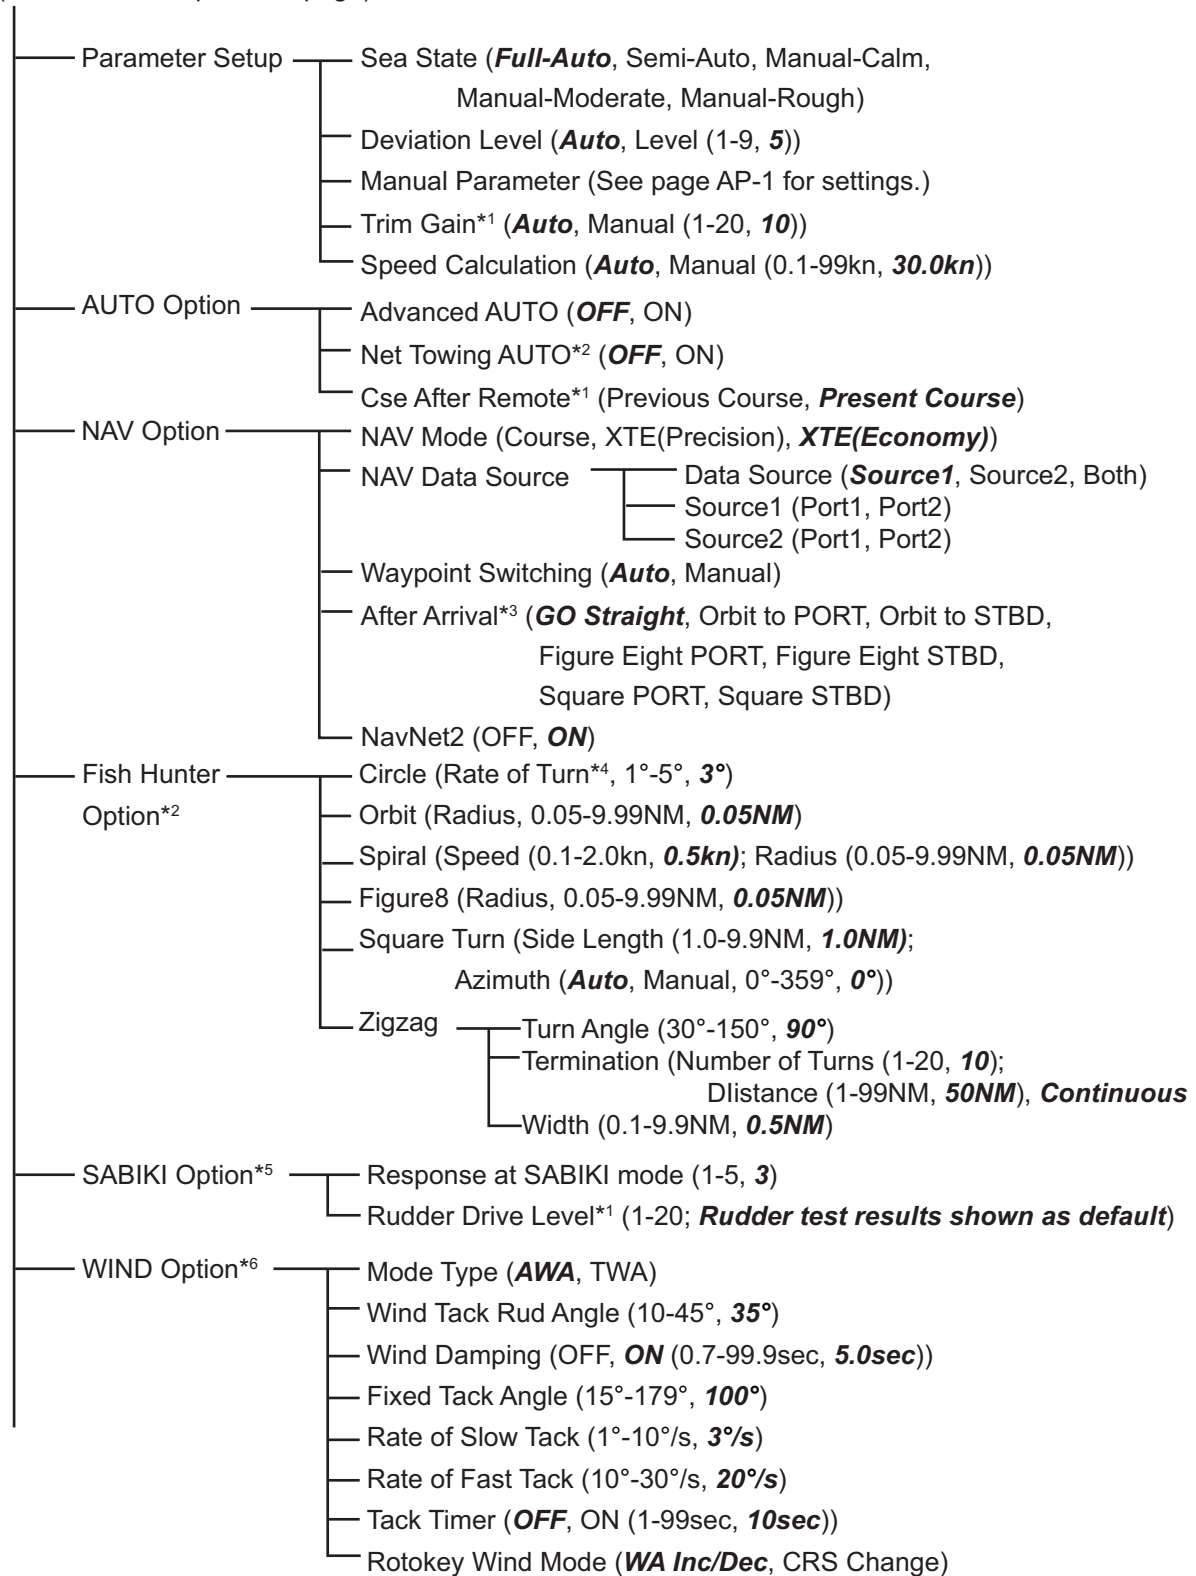 Parameter Setup
Sea State (Full-Auto, Semi-Auto, Manual-Calm,
Manual-Moderate, Manual-Rough)
Deviation Level (Auto, Level (1-9, 5))
Manual Parameter (See page AP-1 for settings.)
Trim Gain*1 (Auto, Manual (1-20, 10))
Speed Calculation (Auto, Manual (0.1-99kn, 30.0kn))
AUTO Option
Advanced AUTO (OFF, ON)
Net Towing AUTO*2 (OFF, ON)
Cse After Remote*1 (Previous Course, Present Course)
NAV Option
NAV Mode (Course, XTE(Precision), XTE(Economy))
NAV Data Source
Data Source (Source1, Source2, Both)
Source1 (Port1, Port2)
Source2 (Port1, Port2)
Waypoint Switching (Auto, Manual)
After Arrival*3 (GO Straight, Orbit to PORT, Orbit to STBD,
Figure Eight PORT, Figure Eight STBD,
Square PORT, Square STBD)
NavNet2 (OFF, ON)
Fish Hunter
Option*2
Circle (Rate of Turn*4, 1°-5°, 3°)
Orbit (Radius, 0.05-9.99NM, 0.05NM)
Spiral (Speed (0.1-2.0kn, 0.5kn); Radius (0.05-9.99NM, 0.05NM))
Figure8 (Radius, 0.05-9.99NM, 0.05NM))
Square Turn (Side Length (1.0-9.9NM, 1.0NM);
Azimuth (Auto, Manual, 0°-359°, 0°))
Zigzag
Turn Angle (30°-150°, 90°)
Termination (Number of Turns (1-20, 10);
DIistance (1-99NM, 50NM), Continuous
Width (0.1-9.9NM, 0.5NM)
SABIKI Option*5
Response at SABIKI mode (1-5, 3)
Rudder Drive Level*1 (1-20; Rudder test results shown as default)
WIND Option*6
Mode Type (AWA, TWA)
Wind Tack Rud Angle (10-45°, 35°)
Wind Damping (OFF, ON (0.7-99.9sec, 5.0sec))
Fixed Tack Angle (15°-179°, 100°)
Rate of Slow Tack (1°-10°/s, 3°/s)
Rate of Fast Tack (10°-30°/s, 20°/s)
Tack Timer (OFF, ON (1-99sec, 10sec))
Rotokey Wind Mode (WA Inc/Dec, CRS Change)